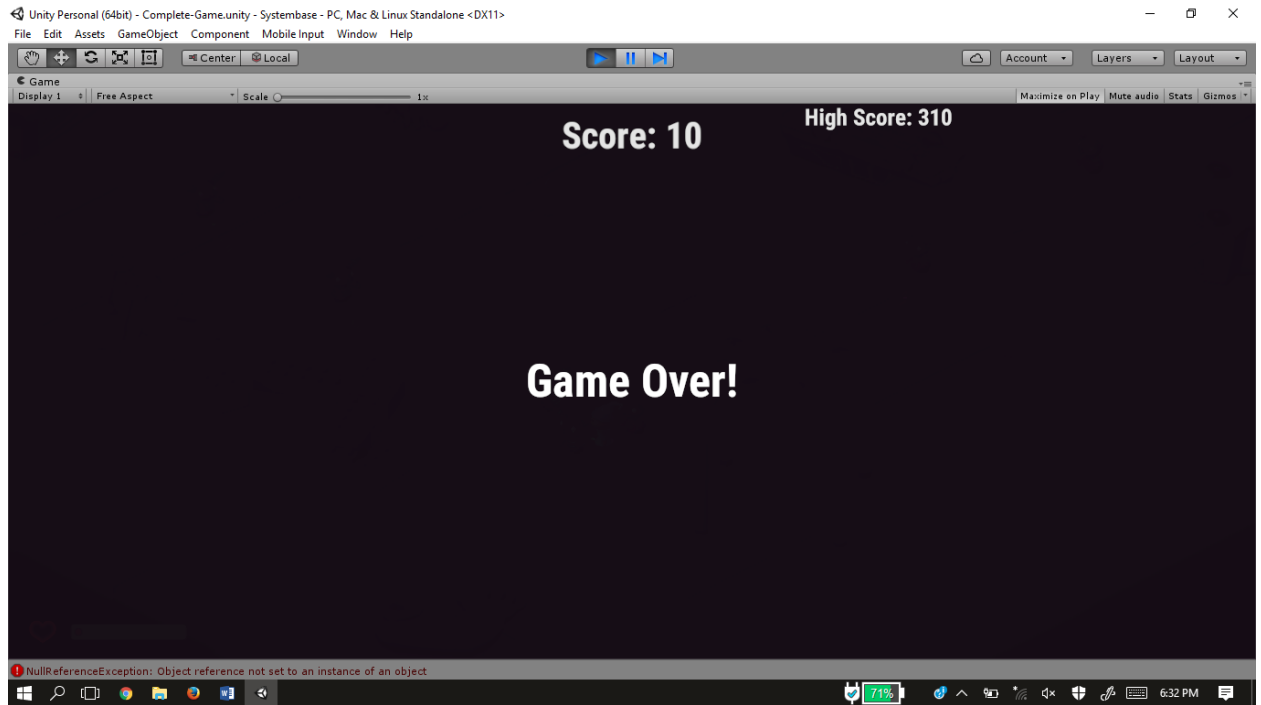 Unity Personal (64bit) - Complete-Game.unity - Systembase - PC, Mac & Linux Standalone <DX11>
File Edit Assets GameObject Component Mobile Input Window Help
Center Local Account Layers Layout
Game
Display 1 Free Aspect Scale 1x Maximize on Play Mute audio Stats Gizmos
High Score: 310
Score: 10
Game Over!
NullReferenceException: Object reference not set to an instance of an object
71% 6:32 PM